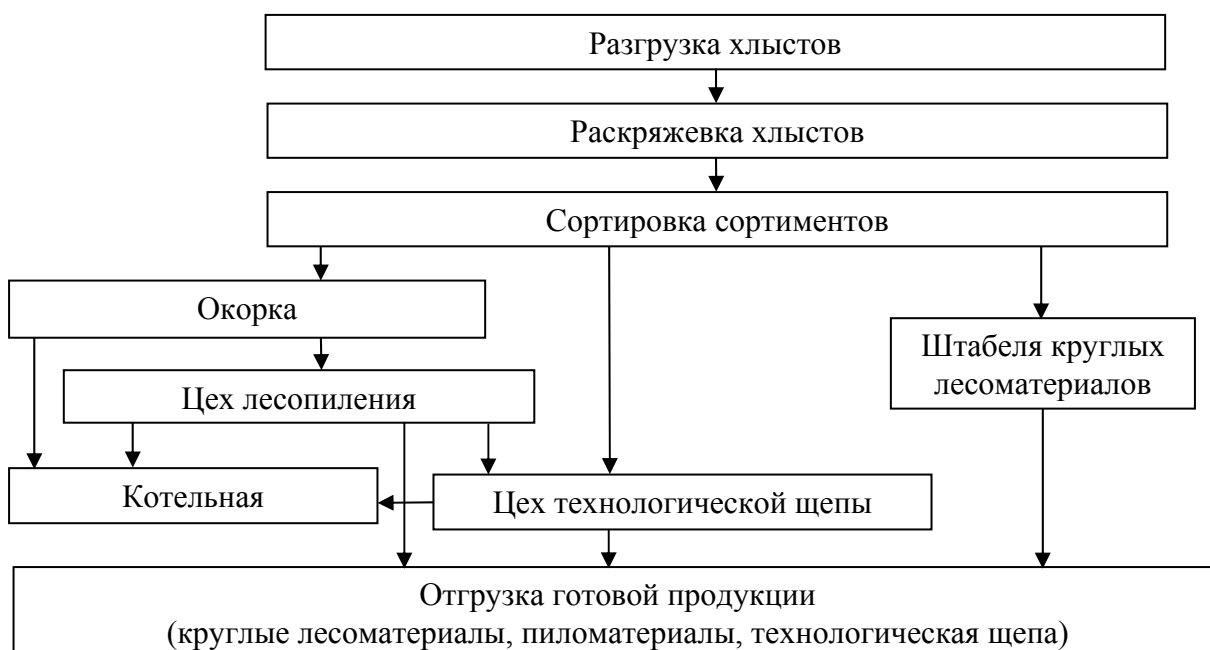 Разгрузка хлыстов
Раскряжевка хлыстов
Сортировка сортиментов
Окорка
Штабеля круглых
лесоматериалов
Цех лесопиления
Котельная
Цех технологической щепы
Отгрузка готовой продукции
(круглые лесоматериалы, пиломатериалы, технологическая щепа)